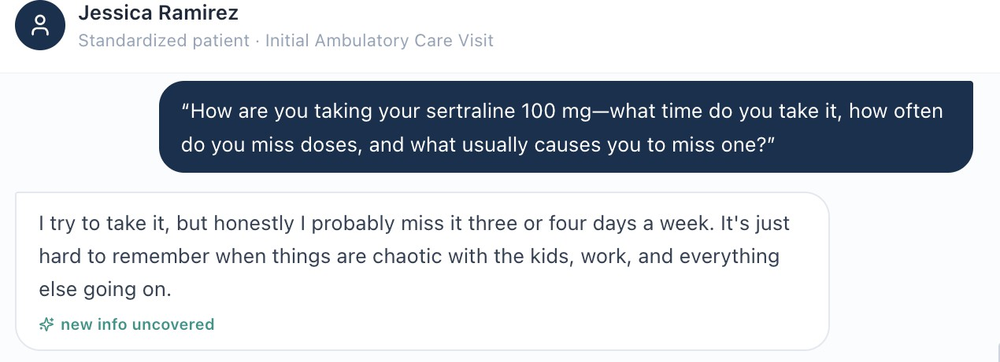 Jessica Ramirez
Standardized patient · Initial Ambulatory Care Visit
“How are you taking your sertraline 100 mg—what time do you take it, how often
do you miss doses, and what usually causes you to miss one?”
I try to take it, but honestly I probably miss it three or four days a week. It's just
hard to remember when things are chaotic with the kids, work, and everything
else going on.
new info uncovered